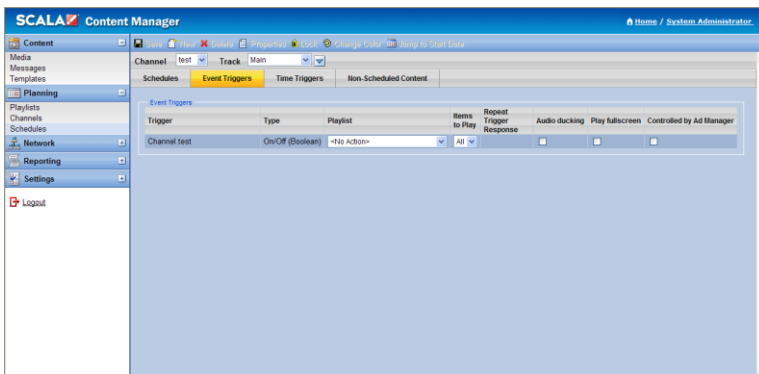 SCALA Content Manager
Home / System Administrator
Content
Media
Messages
Templates
Planning
Playlists
Channels
Schedules
Network
Reporting
Settings
Logout
Save New Delete Properties Lock Change Color Jump to Start Date
Channel test Track Main
Schedules Event Triggers Time Triggers Non-Scheduled Content
Event Triggers
Trigger Type Playlist Items to Play Repeat Trigger Response Audio ducking Play fullscreen Controlled by Ad Manager
Channel.test On/Off (Boolean) <No Action> All